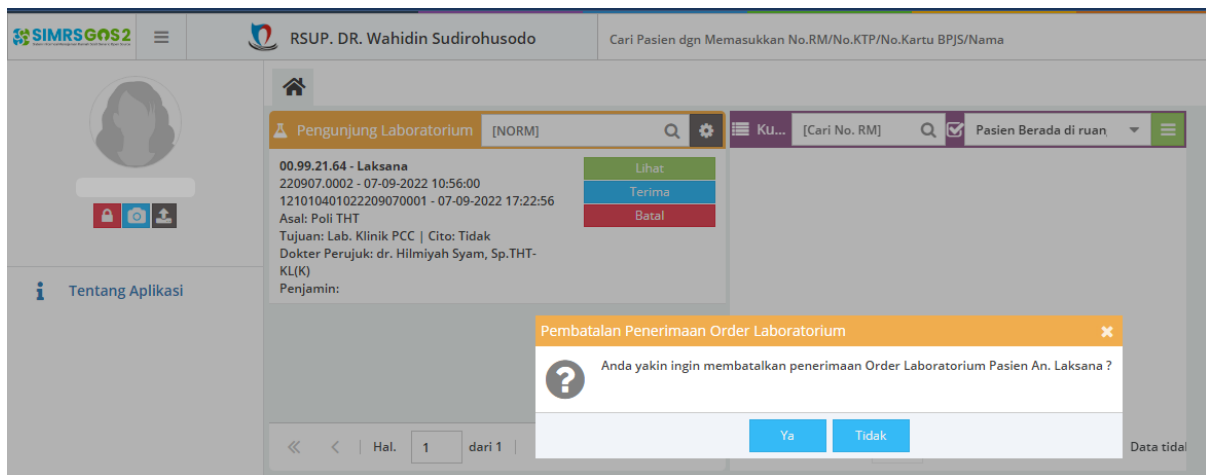 SIMRSGOS2
RSUP. DR. Wahidin Sudirohusodo
Cari Pasien dgn Memasukkan No.RM/No.KTP/No.Kartu BPJS/Nama
Tentang Aplikasi
Pengunjung Laboratorium
[NORM]
Ku...
[Cari No. RM]
Pasien Berada di ruan
00.99.21.64 - Laksana
220907.0002 - 07-09-2022 10:56:00
121010401022209070001 - 07-09-2022 17:22:56
Asal: Poli THT
Tujuan: Lab. Klinik PCC | Cito: Tidak
Dokter Perujuk: dr. Hilmiyah Syam, Sp.THT-
KL(K)
Penjamin:
Lihat
Terima
Batal
Pembatalan Penerimaan Order Laboratorium
Anda yakin ingin membatalkan penerimaan Order Laboratorium Pasien An. Laksana ?
Ya
Tidak
Hal. 1 dari 1
Data tidal